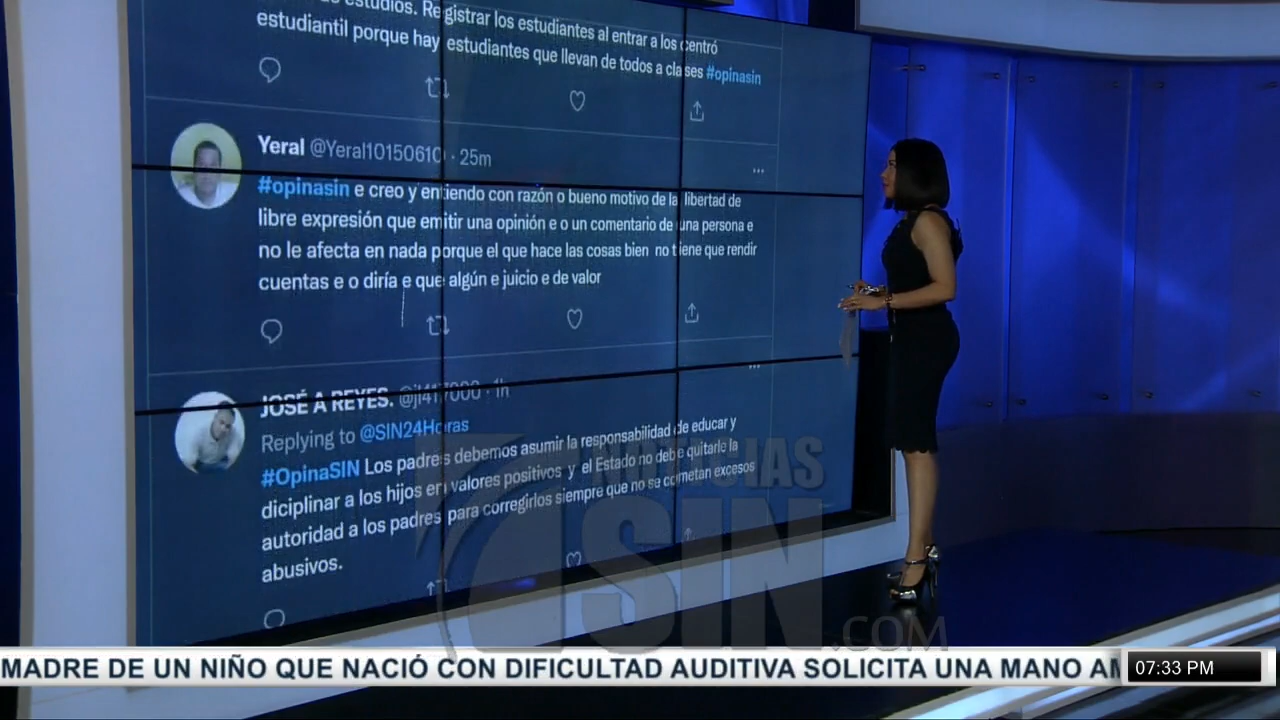 estudios. Registrar los estudiantes al entrar a los centró
estudiantil porque hay estudiantes que llevan de todos a clases #opinasin
Yeral @Yeral10150610 · 25m
#opinasin e creo y entiendo con razón o bueno motivo de la libertad de
libre expresión que emitir una opinión e o un comentario de una persona e
no le afecta en nada porque el que hace las cosas bien no tiene que rendir
cuentas e o diría e que algún e juicio e de valor
JOSÉ A REYES. @jl417000 · 1h
Replying to @SIN24Horas
#OpinaSIN Los padres debemos asumir la responsabilidad de educar y
diciplinar a los hijos en valores positivos y el Estado no debe quitarle la
autoridad a los padres para corregirlos siempre que no se cometan excesos
abusivos.
NOTICIAS
SIN
.COM
MADRE DE UN NIÑO QUE NACIÓ CON DIFICULTAD AUDITIVA SOLICITA UNA MANO AM
07:33 PM